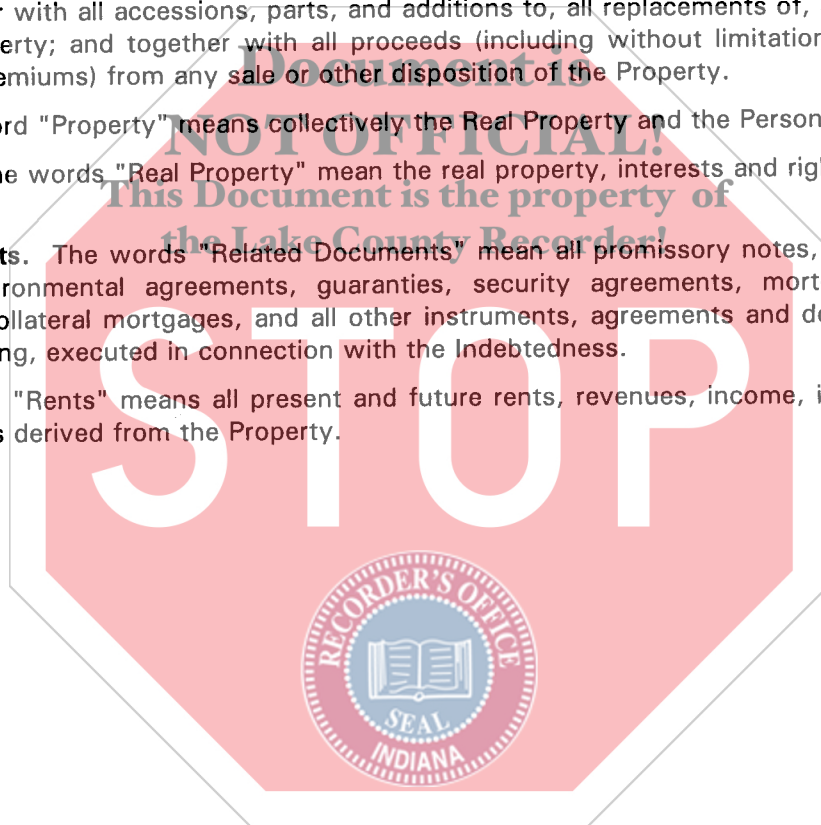 with all accessions, parts, and additions to, all replacements of,
erty; and together with all proceeds (including without limitation
emiums) from any sale or other disposition of the Property.
Document is
ord "Property" means collectively the Real Property and the Person
NOT OFFICIAL!
e words "Real Property" mean the real property, interests and rig
This Document is the property of
the Lake County Recorder!
ts. The words "Related Documents" mean all promissory notes,
ronmental agreements, guaranties, security agreements, mort
ollateral mortgages, and all other instruments, agreements and d
ng, executed in connection with the Indebtedness.
"Rents" means all present and future rents, revenues, income, i
s derived from the Property.
STOP
RECORDER'S OFFICE
SEAL
INDIANA